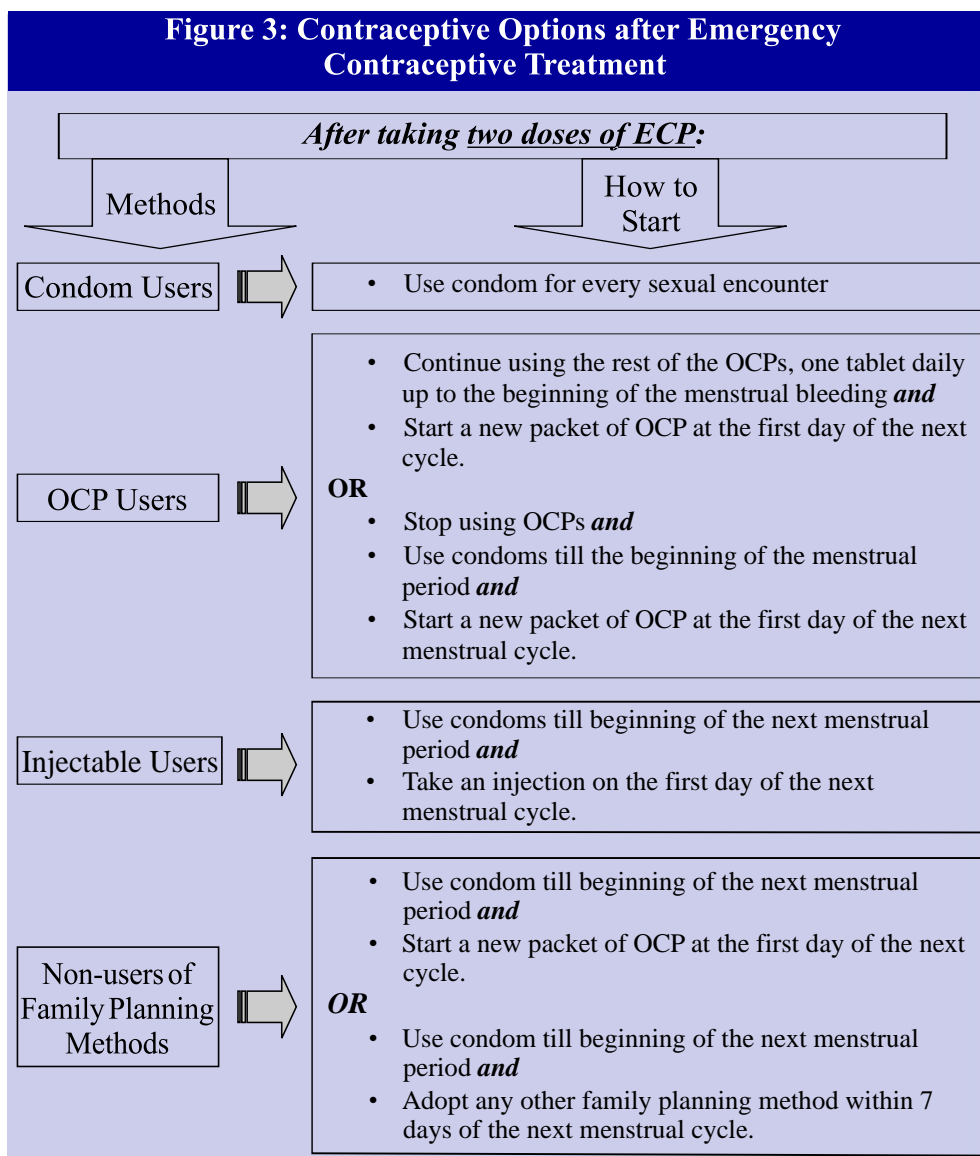 Figure 3: Contraceptive Options after Emergency
Contraceptive Treatment
After taking two doses of ECP:
Methods
How to
Start
Condom Users
• Use condom for every sexual encounter
OCP Users
• Continue using the rest of the OCPs, one tablet daily
up to the beginning of the menstrual bleeding and
• Start a new packet of OCP at the first day of the next
cycle.
OR
• Stop using OCPs and
• Use condoms till the beginning of the menstrual
period and
• Start a new packet of OCP at the first day of the next
menstrual cycle.
Injectable Users
• Use condoms till beginning of the next menstrual
period and
• Take an injection on the first day of the next
menstrual cycle.
Non-users of
Family Planning
Methods
• Use condom till beginning of the next menstrual
period and
• Start a new packet of OCP at the first day of the next
cycle.
OR
• Use condom till beginning of the next menstrual
period and
• Adopt any other family planning method within 7
days of the next menstrual cycle.